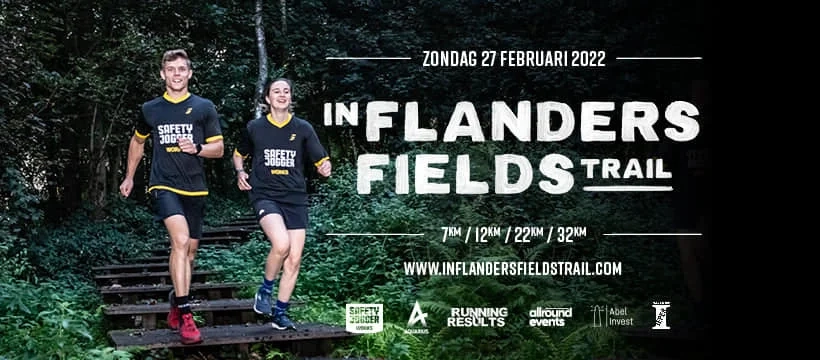 ZONDAG 27 FEBRUARI 2022
IN FLANDERS
FIELDS TRAIL
7KM / 12KM / 22KM / 32KM
WWW.INFLANDERSFIELDSTRAIL.COM
SAFETY
JOGGER
WORKS
SAFETY
JOGGER
WORKS
SAFETY
JOGGER
WORKS
AQUARIUS
RUNNING
RESULTS
allround
events
Abel
Invest